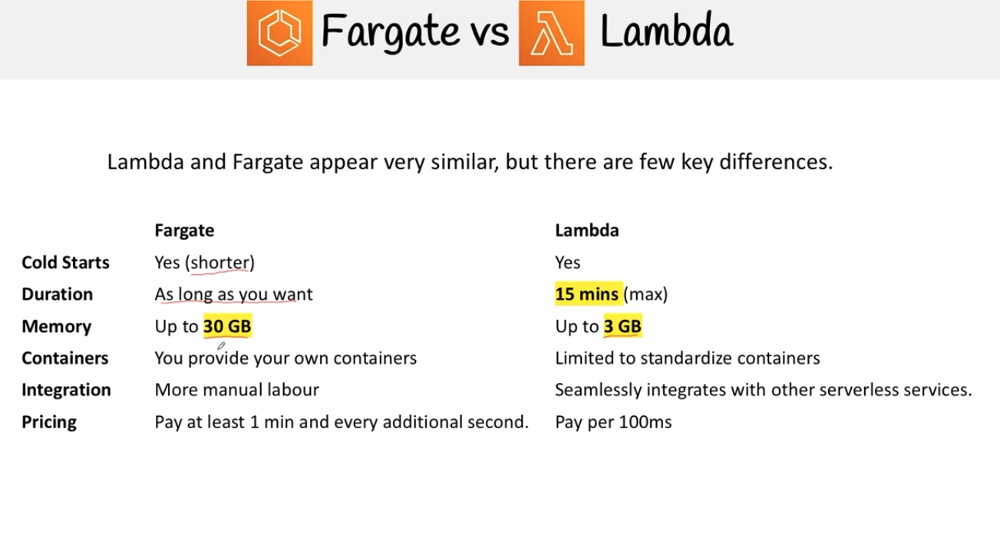 Fargate vs Lambda
Lambda and Fargate appear very similar, but there are few key differences.
Fargate Lambda
Cold Starts Yes (shorter) Yes
Duration As long as you want 15 mins (max)
Memory Up to 30 GB Up to 3 GB
Containers You provide your own containers Limited to standardize containers
Integration More manual labour Seamlessly integrates with other serverless services.
Pricing Pay at least 1 min and every additional second. Pay per 100ms